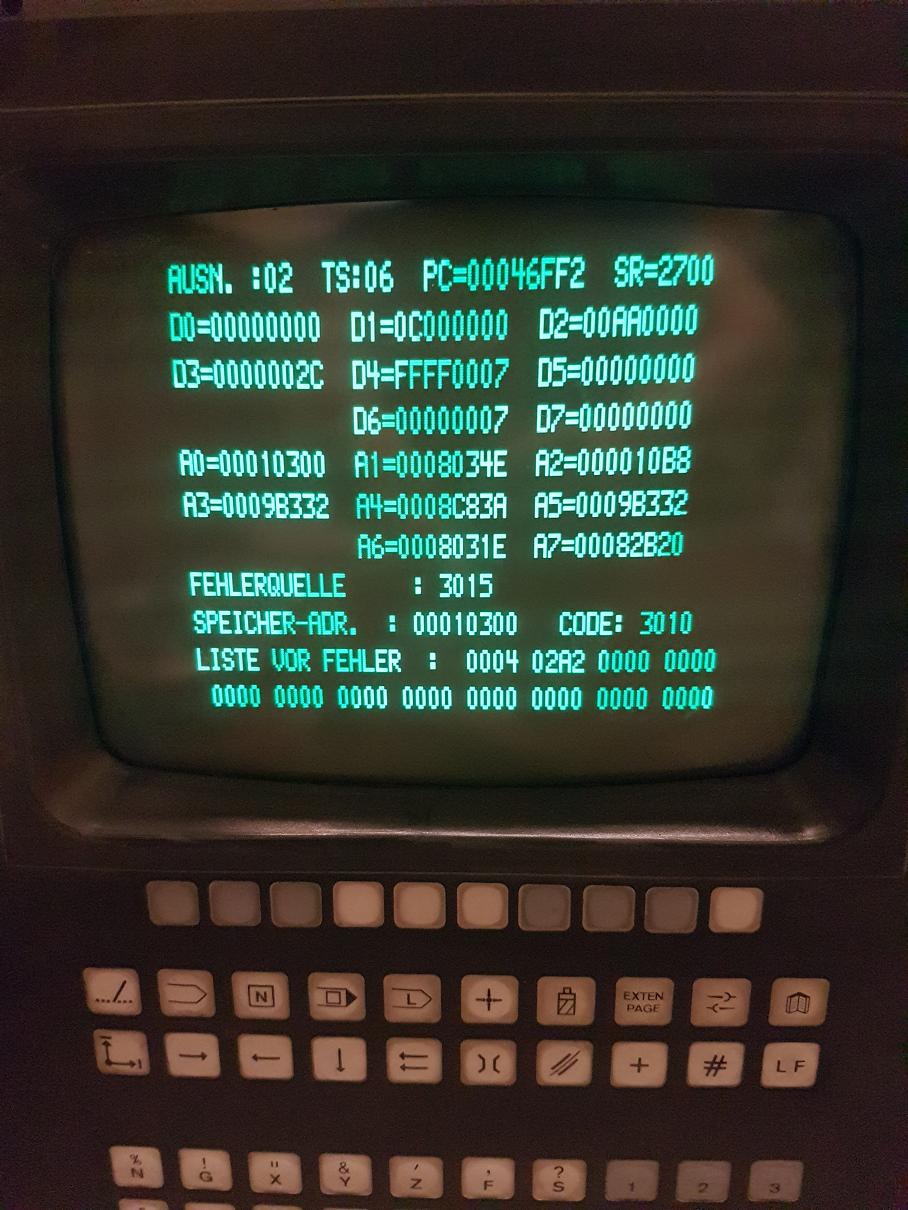 AUSN. :02 TS:06 PC=00046FF2 SR=2700
D0=00000000 D1=0C000000 D2=00AA0000
D3=0000002C D4=FFFF0007 D5=00000000
D6=00000007 D7=00000000
A0=00010300 A1=0008034E A2=000010B8
A3=0009B332 A4=0008C83A A5=0009B332
A6=0008031E A7=00082B20
FEHLERQUELLE : 3015
SPEICHER-ADR. : 00010300 CODE: 3010
LISTE VOR FEHLER : 0004 02A2 0000 0000
0000 0000 0000 0000 0000 0000 0000 0000
N L EXTEN PAGE
+ # LF
% N ! G " X & Y ' Z , F ? S 1 2 3